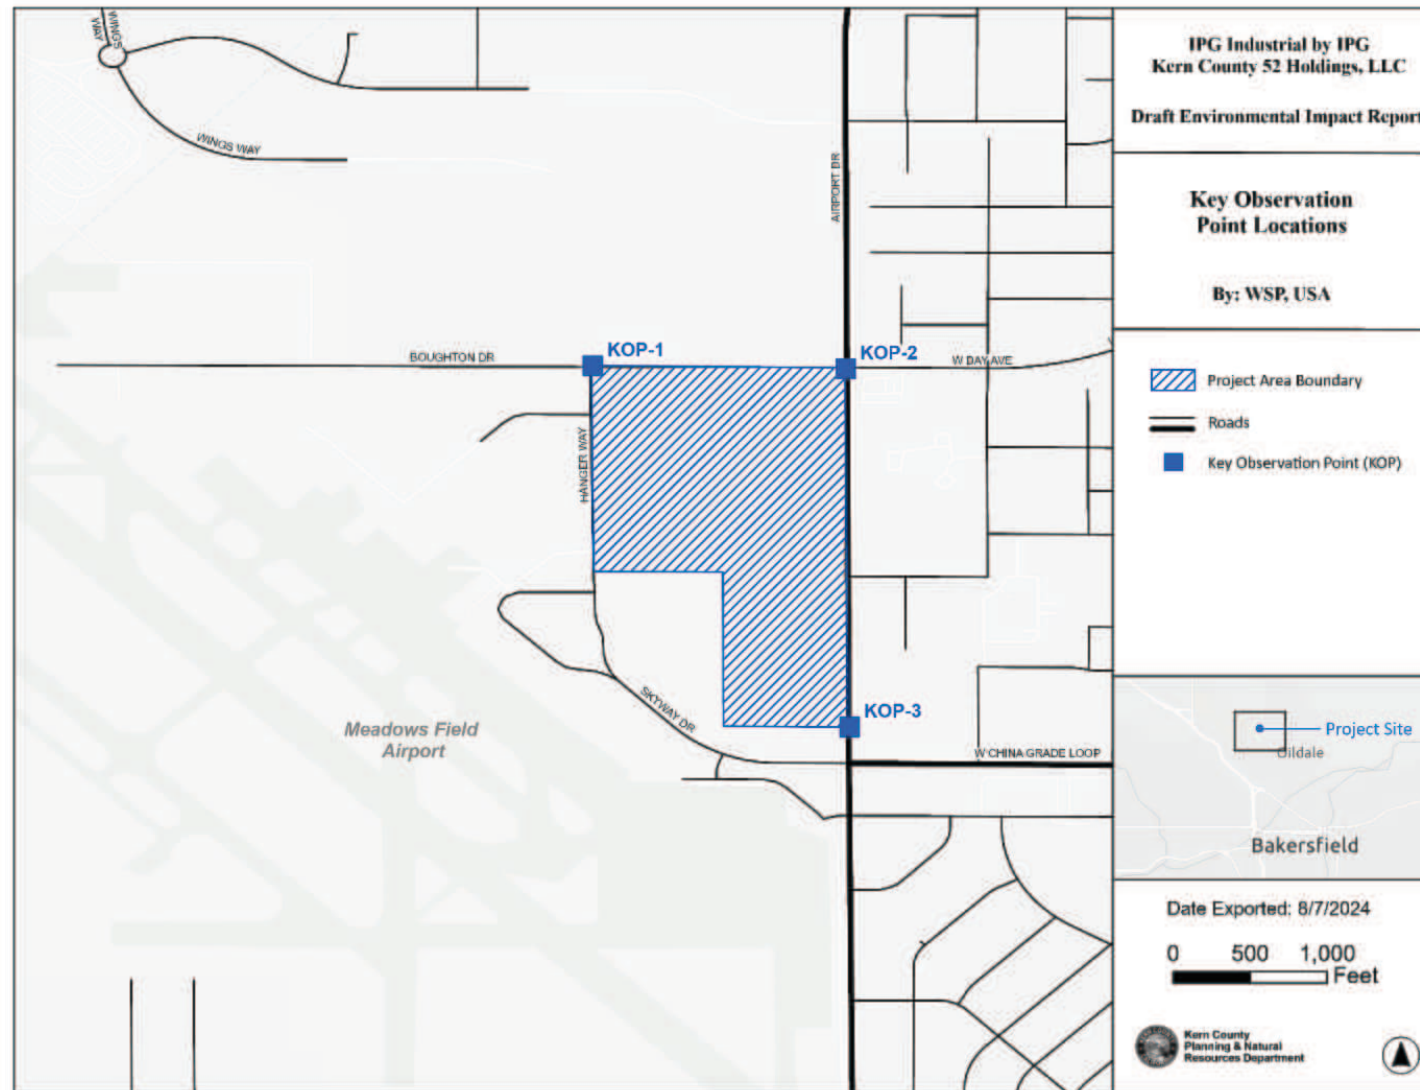 WINGS
WAY
WINGS WAY
AIRPORT DR
BOUGHTON DR
KOP-1
KOP-2
W DAY AVE
HANGER WAY
SKYWAY DR
KOP-3
W CHINA GRADE LOOP
Meadows Field
Airport
IPG Industrial by IPG
Kern County 52 Holdings, LLC
Draft Environmental Impact Report
Key Observation
Point Locations
By: WSP, USA
Project Area Boundary
Roads
Key Observation Point (KOP)
Project Site
Oildale
Bakersfield
Date Exported: 8/7/2024
0 500 1,000
Feet
Kern County
Planning & Natural
Resources Department